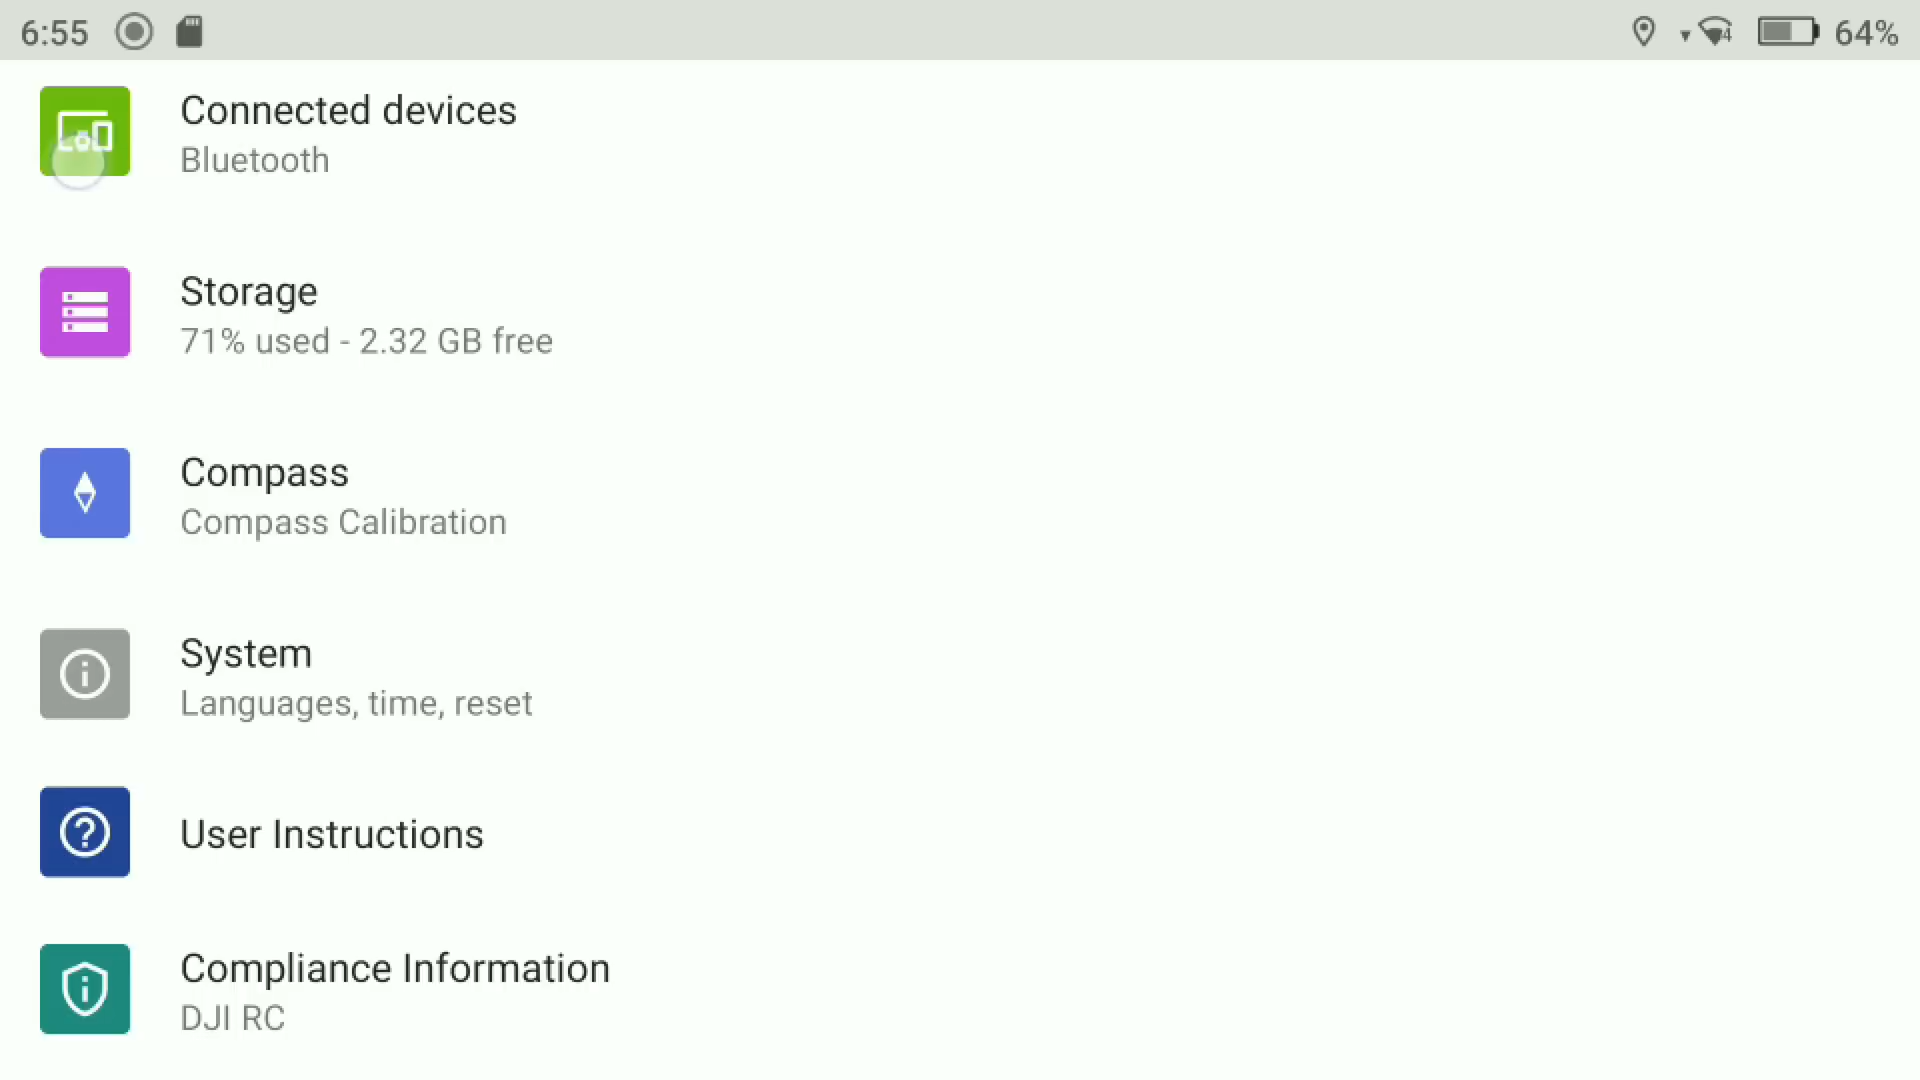 6:55
64%
Connected devices
Bluetooth
Storage
71% used - 2.32 GB free
Compass
Compass Calibration
System
Languages, time, reset
User Instructions
Compliance Information
DJI RC